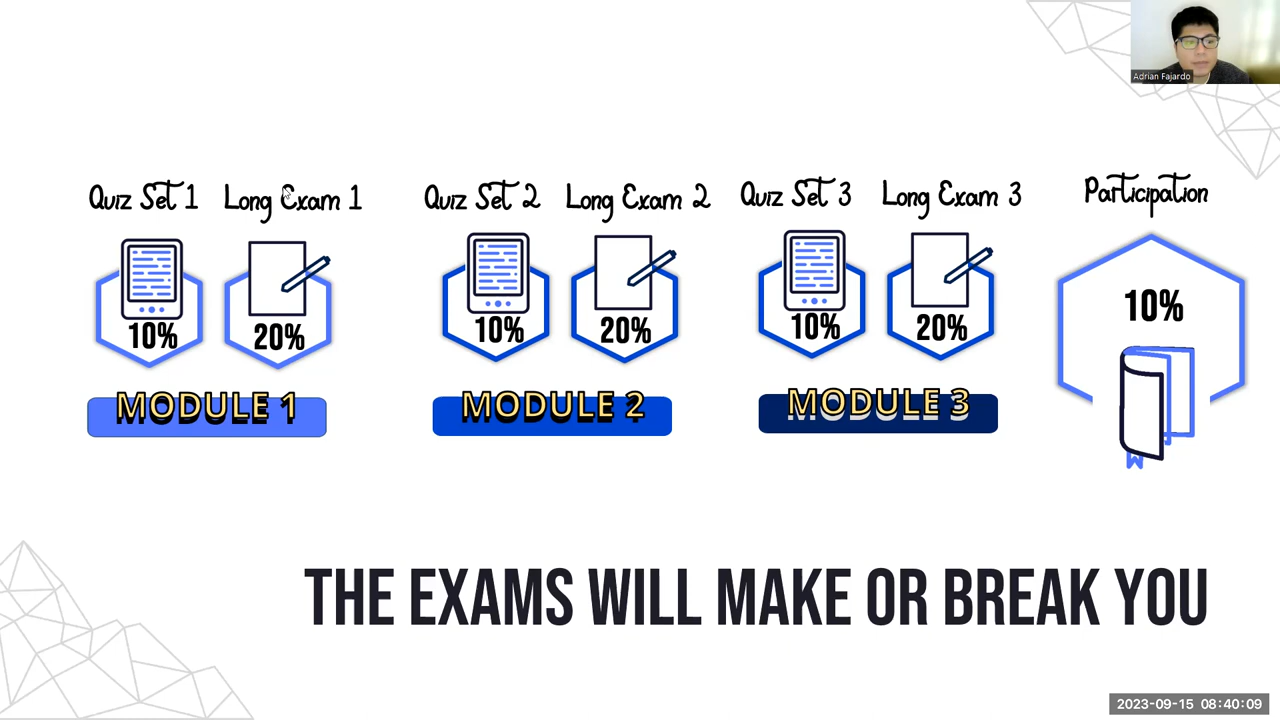 Adrian Fajardo
Quiz Set 1
Long Exam 1
Quiz Set 2
Long Exam 2
Quiz Set 3
Long Exam 3
Participation
10%
20%
10%
20%
10%
20%
10%
MODULE 1
MODULE 2
MODULE 3
THE EXAMS WILL MAKE OR BREAK YOU
2023-09-15 08:40:09